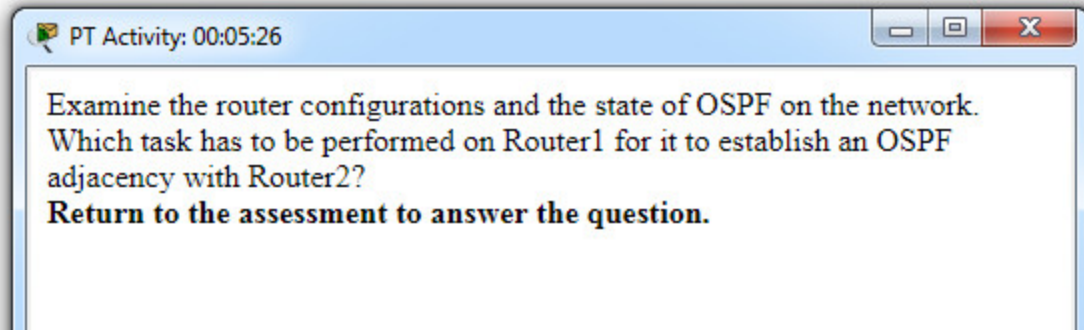 PT Activity: 00:05:26
Examine the router configurations and the state of OSPF on the network.
Which task has to be performed on Router1 for it to establish an OSPF
adjacency with Router2?
Return to the assessment to answer the question.